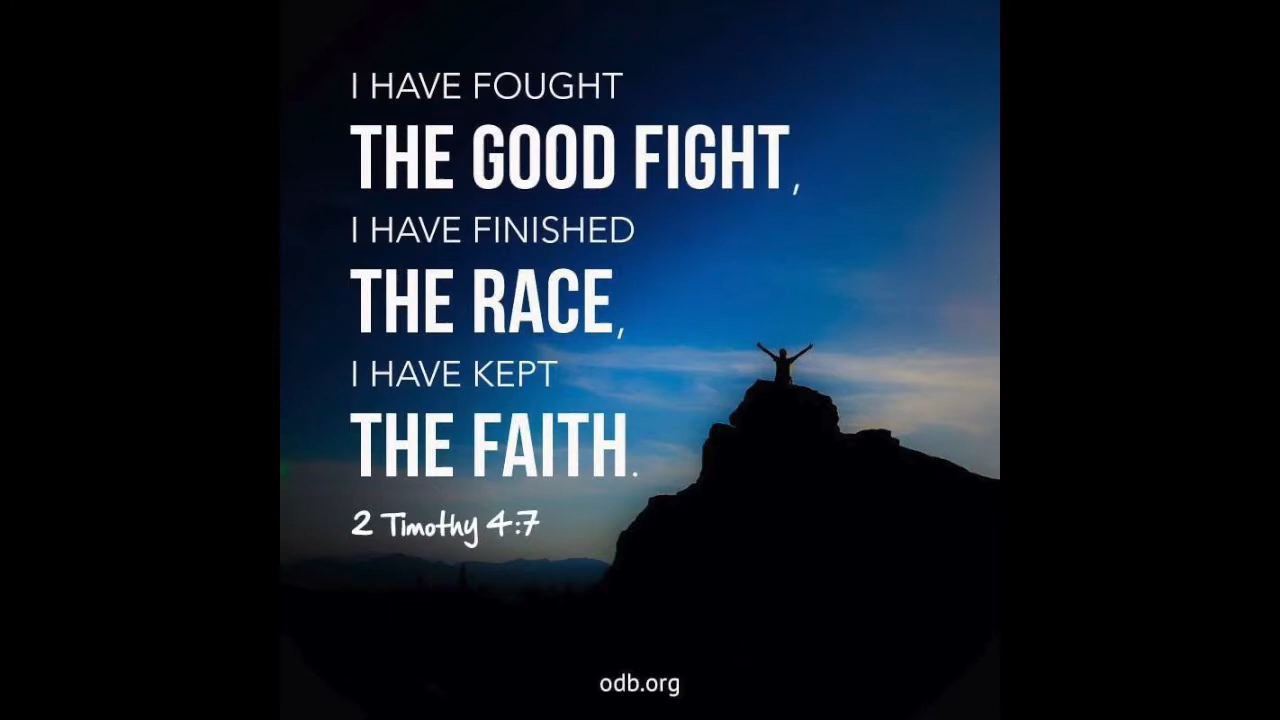 I HAVE FOUGHT
THE GOOD FIGHT,
I HAVE FINISHED
THE RACE,
I HAVE KEPT
THE FAITH.
2 Timothy 4:7
odb.org